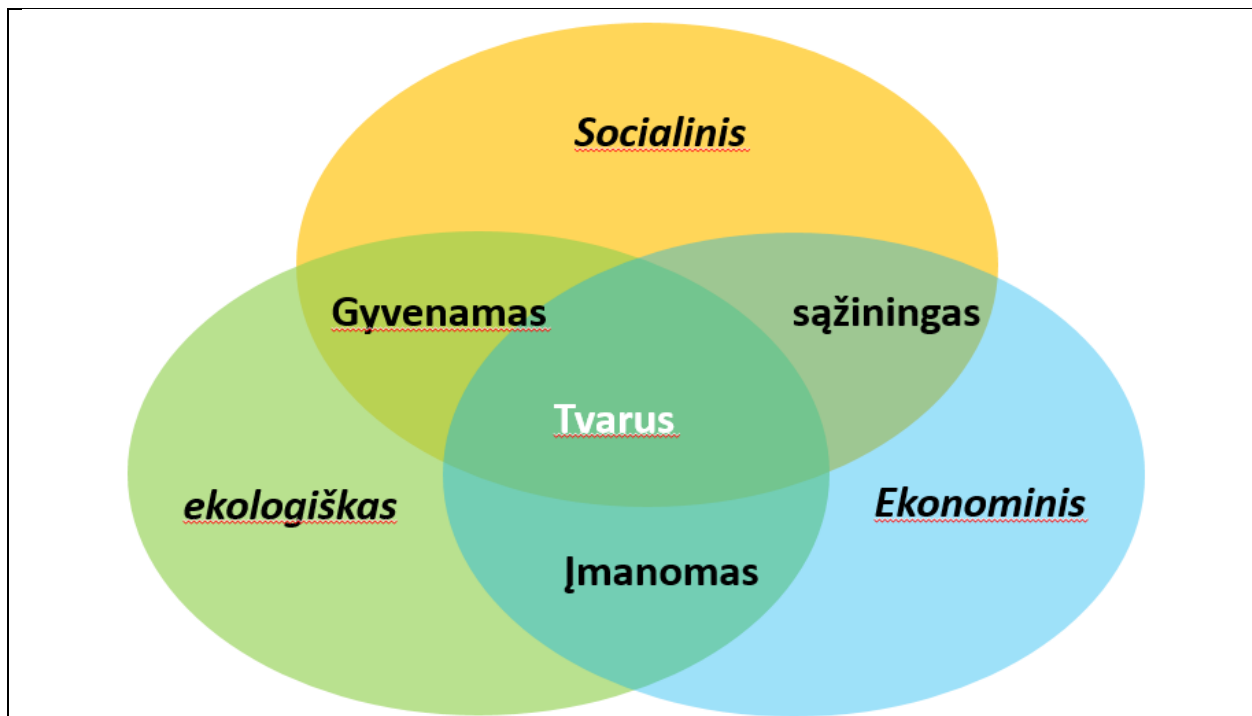 Socialinis
Gyvenamas
sąžiningas
Tvarus
ekologiškas
Ekonominis
Įmanomas